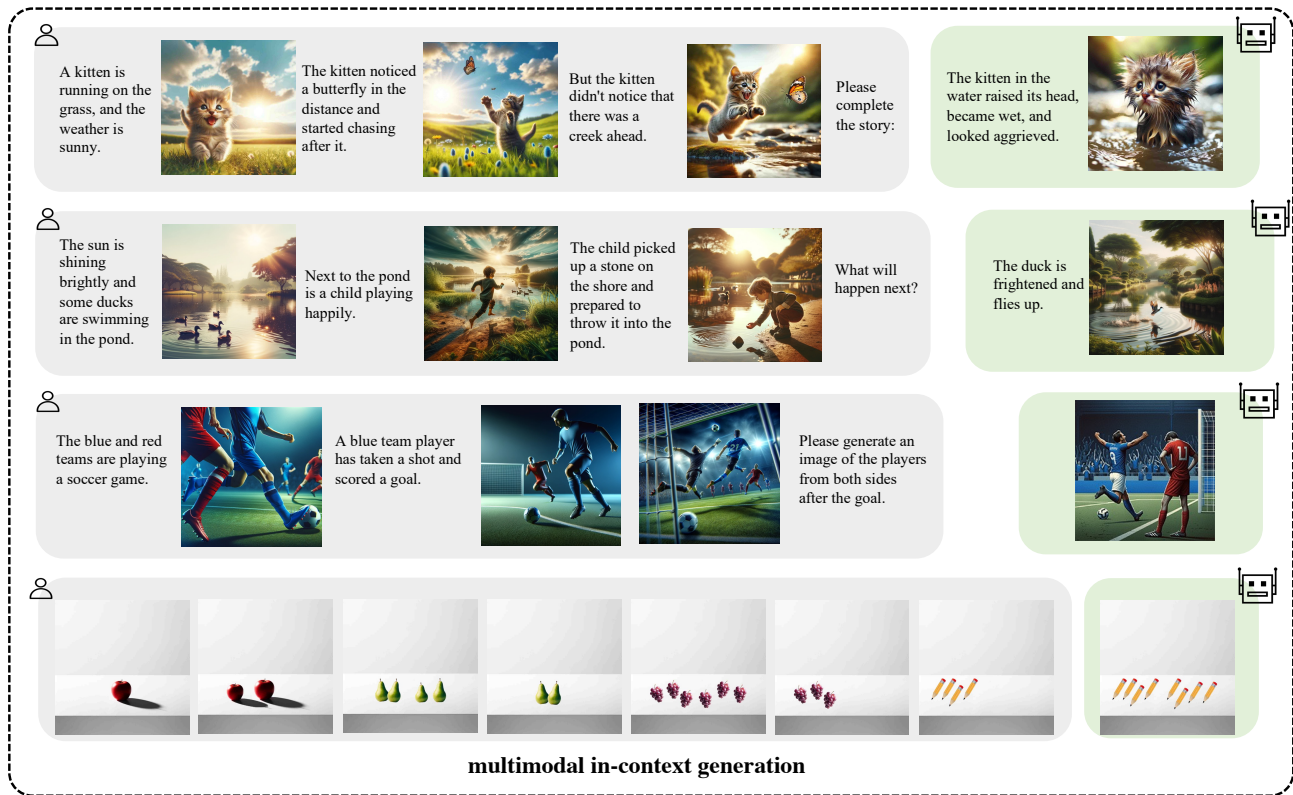 A kitten is
running on the
grass, and the
weather is
sunny.
The kitten noticed
a butterfly in the
distance and
started chasing
after it.
But the kitten
didn't notice that
there was a
creek ahead.
Please
complete
the story:
The kitten in the
water raised its head,
became wet, and
looked aggrieved.
The sun is
shining
brightly and
some ducks
are swimming
in the pond.
Next to the pond
is a child playing
happily.
The child picked
up a stone on
the shore and
prepared to
throw it into the
pond.
What will
happen next?
The duck is
frightened and
flies up.
The blue and red
teams are playing
a soccer game.
A blue team player
has taken a shot and
scored a goal.
Please generate an
image of the players
from both sides
after the goal.
multimodal in-context generation